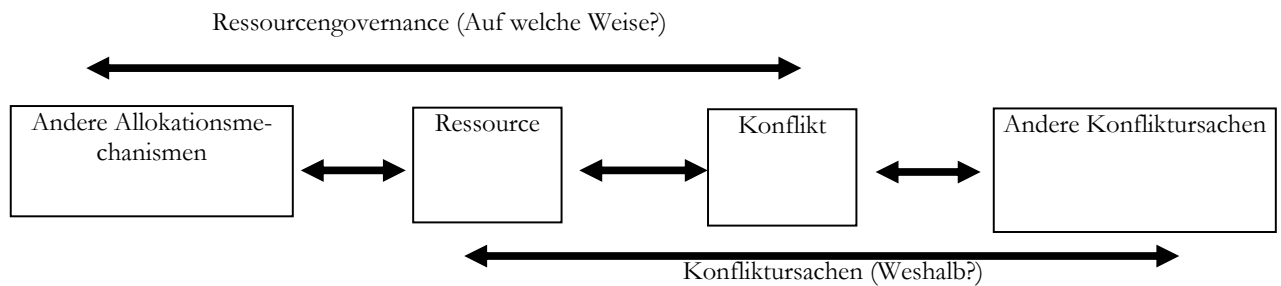 Ressourcengovernance (Auf welche Weise?)
Andere Allokationsme-
chanismen
Ressource
Konflikt
Andere Konfliktursachen
Konfliktursachen (Weshalb?)